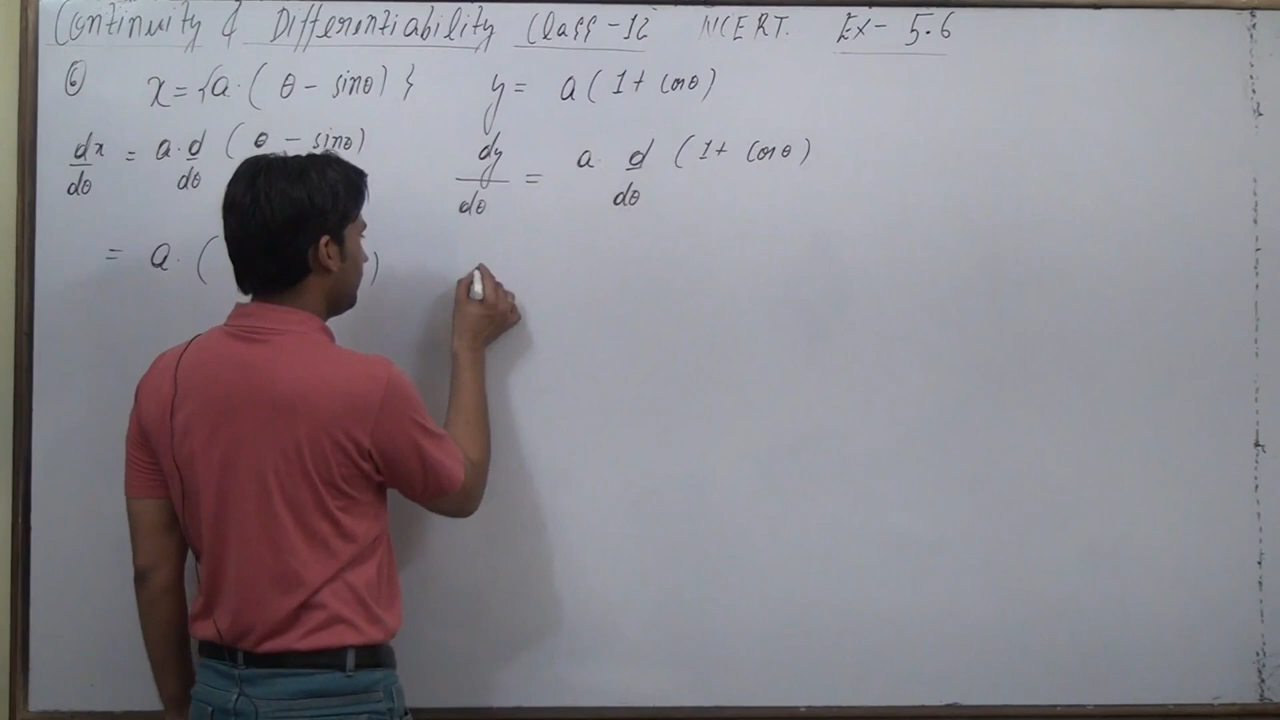 Continuity & Differentiability Class-12 NCERT. Ex- 5.6
6 x = {a.(θ - sinθ)} y = a(1 + cosθ)
dx/dθ = a.d/dθ (θ - sinθ) dy/dθ = a. d/dθ (1 + cosθ)
= a.( )